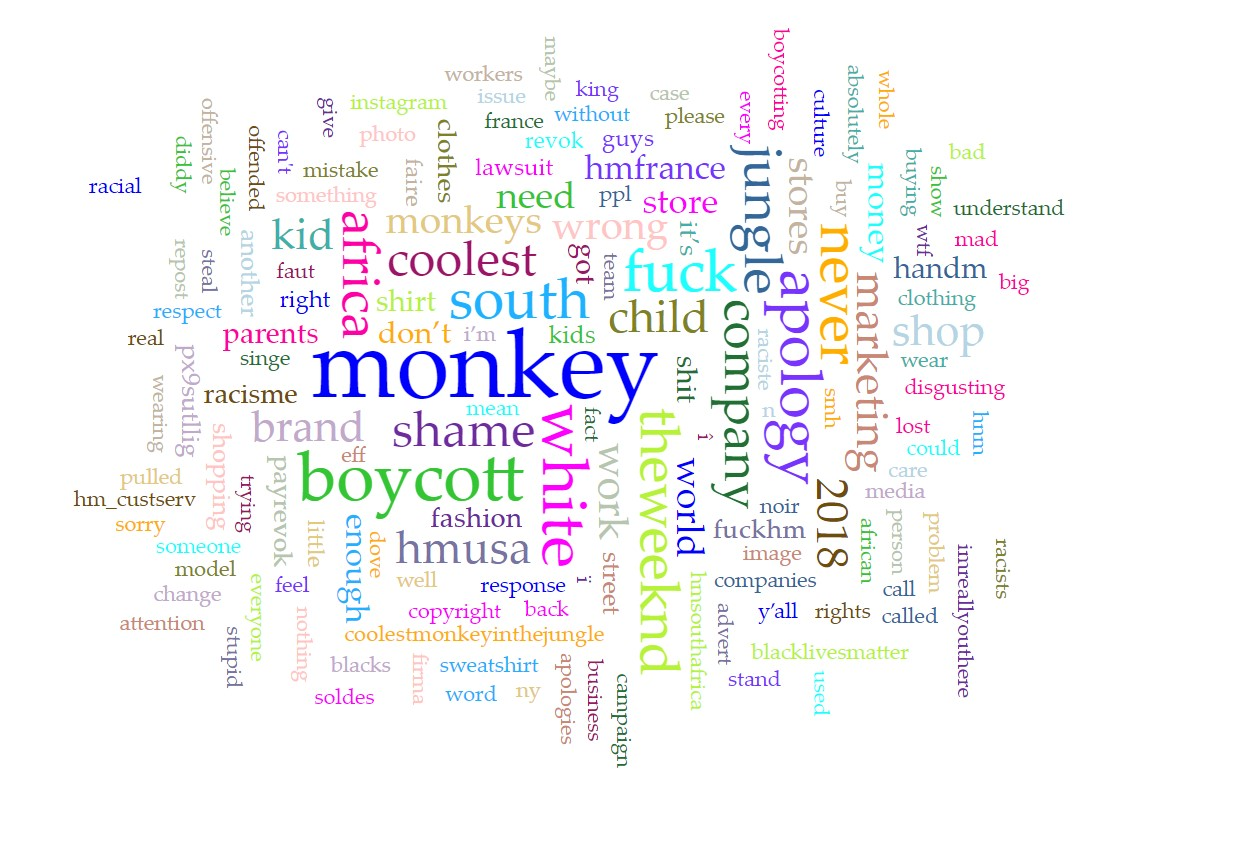 boycotting
maybe
workers
absolutely
whole
king
case
issue
every
culture
offensive
give
instagram
without
please
france
clothes
diddy
offended
can't
photo
revok
guys
bad
believe
mistake
faire
lawsuit
hmfrance
jungle
stores
money
buying
show
racial
something
need
ppl
store
buy
understand
africa
monkeys
wrong
it's
never
wtf
mad
kid
repost
steal
another
coolest
got
team
fuck
apology
marketing
handm
big
faut
right
shirt
south
child
company
clothing
respect
parents
don't
i'm
kids
raciste
shop
real
singe
monkey
shit
wear
px9sutllig
wearing
racisme
mean
fact
smh
disgusting
shopping
brand
shame
white
theweeknd
î
n
lost
hnm
eff
work
could
payrevok
boycott
world
care
pulled
trying
2018
media
hm_custserv
noir
sorry
little
enough
dove
fashion
fuckhm
african
person
problem
someone
hmusa
street
image
imreallyyouthere
racists
model
everyone
feel
well
response
ï
hmsouthafrica
companies
call
change
copyright
back
advert
y'all
rights
called
attention
stupid
nothing
coolestmonkeyinthejungle
blacklivesmatter
blacks
firma
sweatshirt
apologies
business
campaign
stand
used
soldes
word
ny